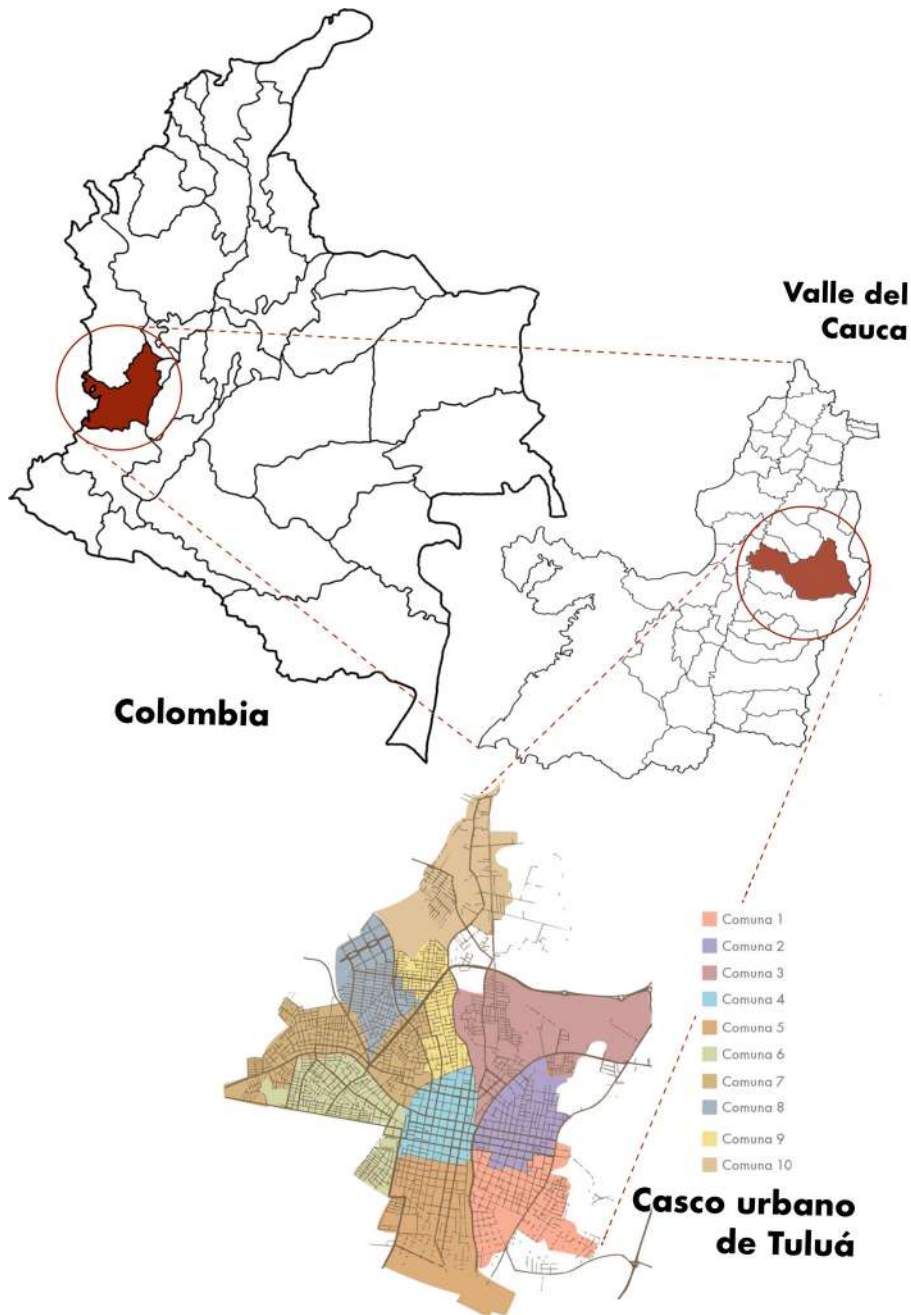 Valle del
Cauca
Colombia
Comuna 1
Comuna 2
Comuna 3
Comuna 4
Comuna 5
Comuna 6
Comuna 7
Comuna 8
Comuna 9
Comuna 10
Casco urbano
de Tuluá